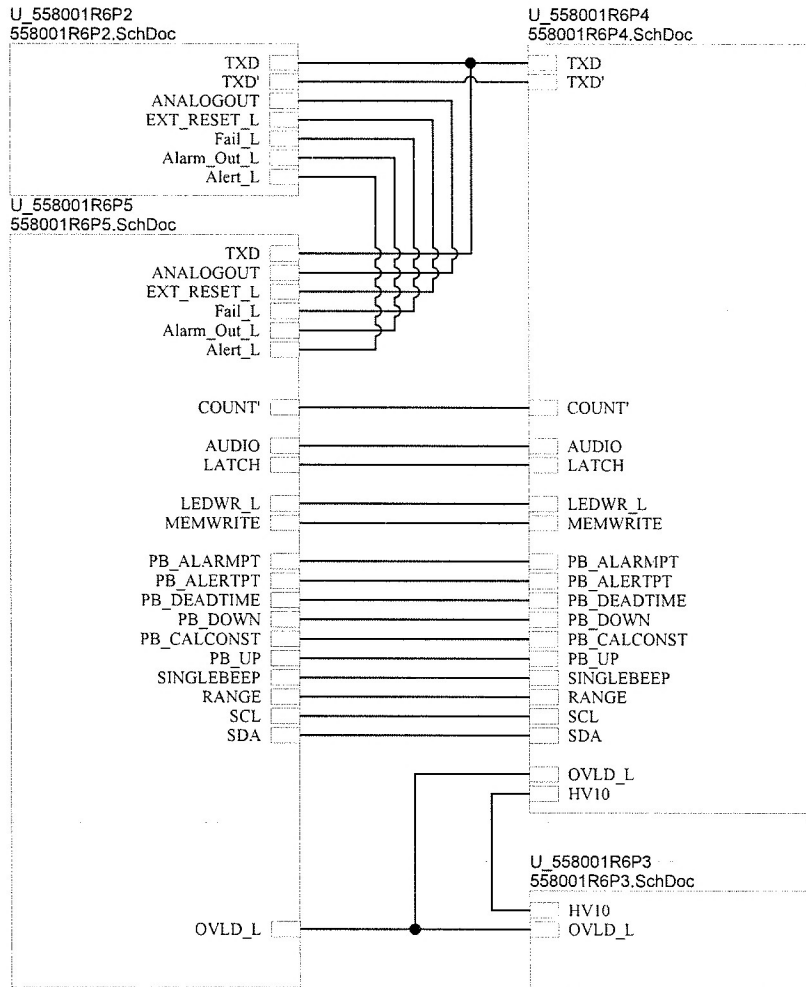 U_558001R6P2
558001R6P2.SchDoc
TXD
TXD'
ANALOGOUT
EXT_RESET_L
Fail_L
Alarm_Out_L
Alert_L
U_558001R6P5
558001R6P5.SchDoc
TXD
ANALOGOUT
EXT_RESET_L
Fail_L
Alarm_Out_L
Alert_L
COUNT'
AUDIO
LATCH
LEDWR_L
MEMWRITE
PB_ALARMPT
PB_ALERTPT
PB_DEADTIME
PB_DOWN
PB_CALCONST
PB_UP
SINGLEBEEP
RANGE
SCL
SDA
OVLD_L
U_558001R6P4
558001R6P4.SchDoc
TXD
TXD'
COUNT'
AUDIO
LATCH
LEDWR_L
MEMWRITE
PB_ALARMPT
PB_ALERTPT
PB_DEADTIME
PB_DOWN
PB_CALCONST
PB_UP
SINGLEBEEP
RANGE
SCL
SDA
OVLD_L
HV10
U_558001R6P3
558001R6P3.SchDoc
HV10
OVLD_L